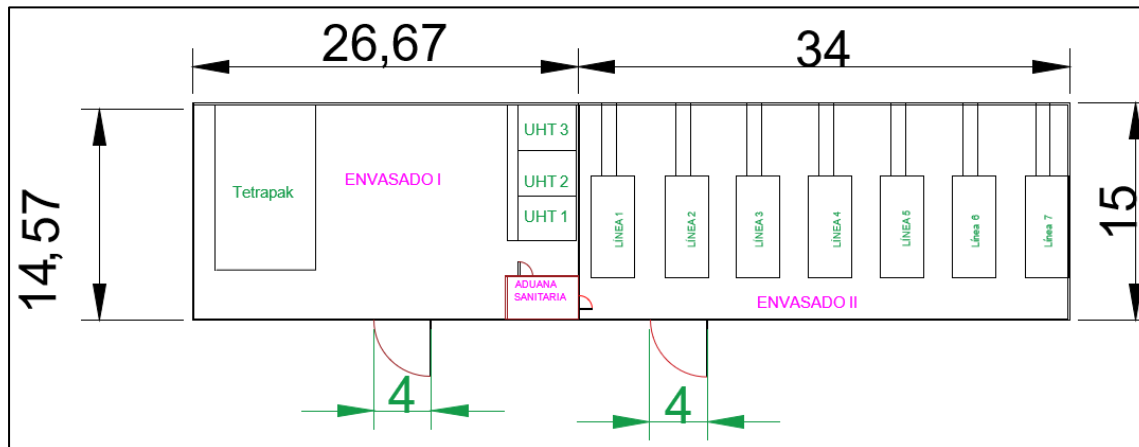 26,67
34
14,57
15
Tetrapak
ENVASADO I
UHT 3
UHT 2
UHT 1
ADUANA
SANITARIA
LÍNEA 1
LÍNEA 2
LÍNEA 3
LÍNEA 4
LÍNEA 5
Línea 6
Línea 7
ENVASADO II
4
4